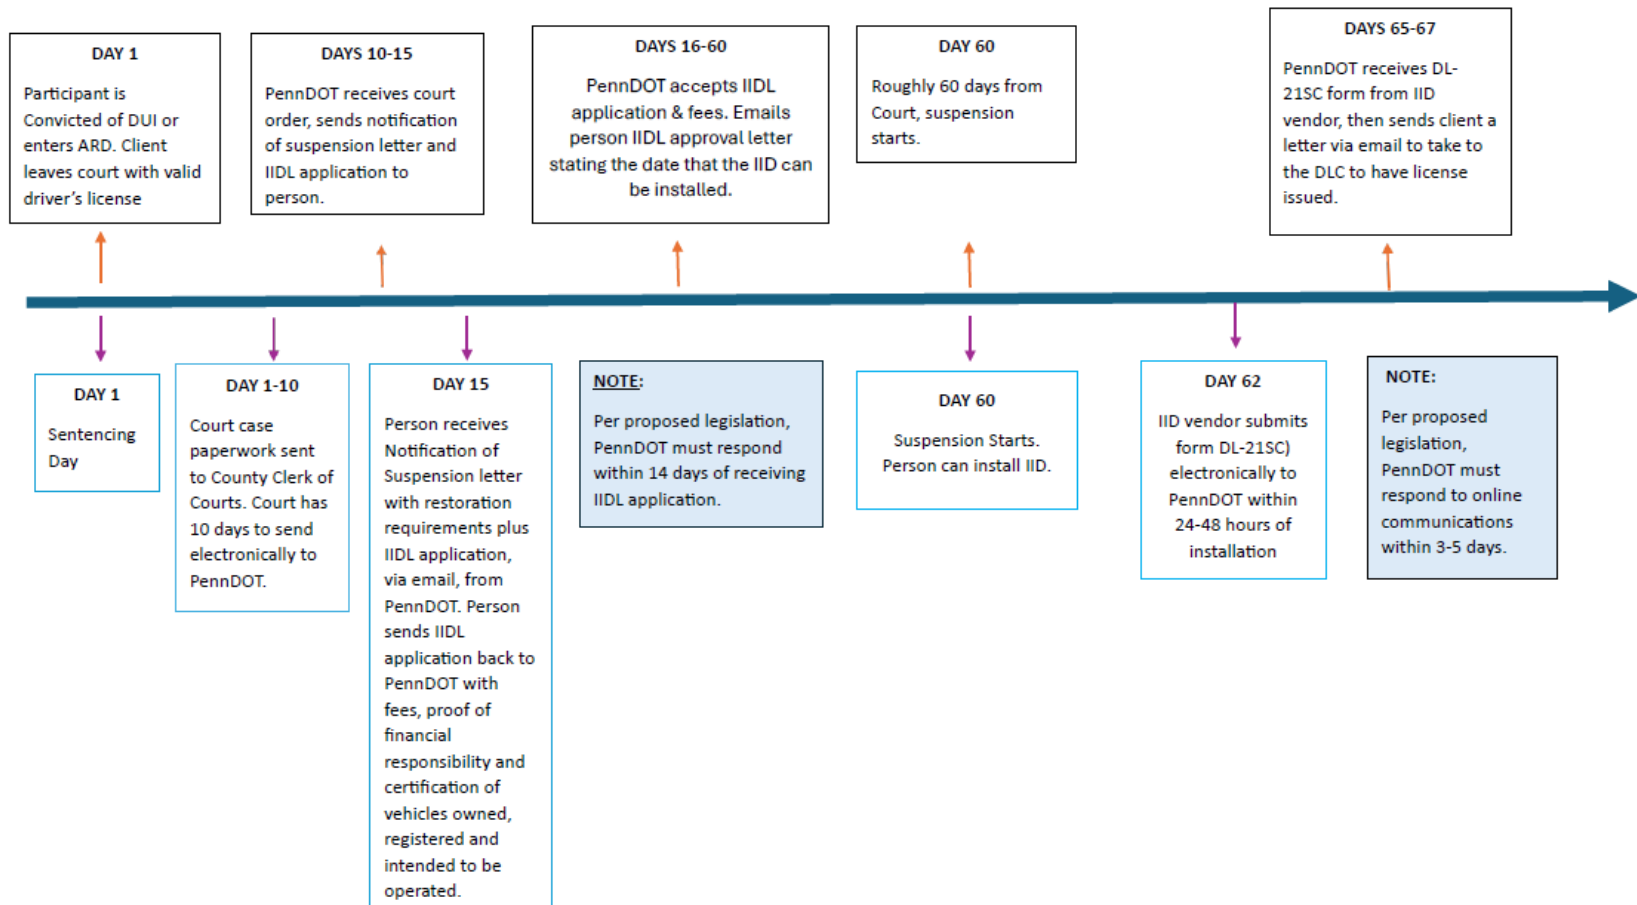 DAY 1
Participant is
Convicted of DUI or
enters ARD. Client
leaves court with valid
driver's license
DAYS 10-15
PennDOT receives court
order, sends notification
of suspension letter and
IIDL application to
person.
DAYS 16-60
PennDOT accepts IIDL
application & fees. Emails
person IIDL approval letter
stating the date that the IID can
be installed.
DAY 60
Roughly 60 days from
Court, suspension
starts.
DAYS 65-67
PennDOT receives DL-
21SC form from IID
vendor, then sends client a
letter via email to take to
the DLC to have license
issued.
DAY 1
Sentencing
Day
DAY 1-10
Court case
paperwork sent
to County Clerk of
Courts. Court has
10 days to send
electronically to
PennDOT.
DAY 15
Person receives
Notification of
Suspension letter
with restoration
requirements plus
IIDL application,
via email, from
PennDOT. Person
sends IIDL
application back to
PennDOT with
fees, proof of
financial
responsibility and
certification of
vehicles owned,
registered and
intended to be
operated.
NOTE:
Per proposed legislation,
PennDOT must respond
within 14 days of receiving
IIDL application.
DAY 60
Suspension Starts.
Person can install IID.
DAY 62
IID vendor submits
form DL-21SC)
electronically to
PennDOT within
24-48 hours of
installation
NOTE:
Per proposed
legislation,
PennDOT must
respond to online
communications
within 3-5 days.